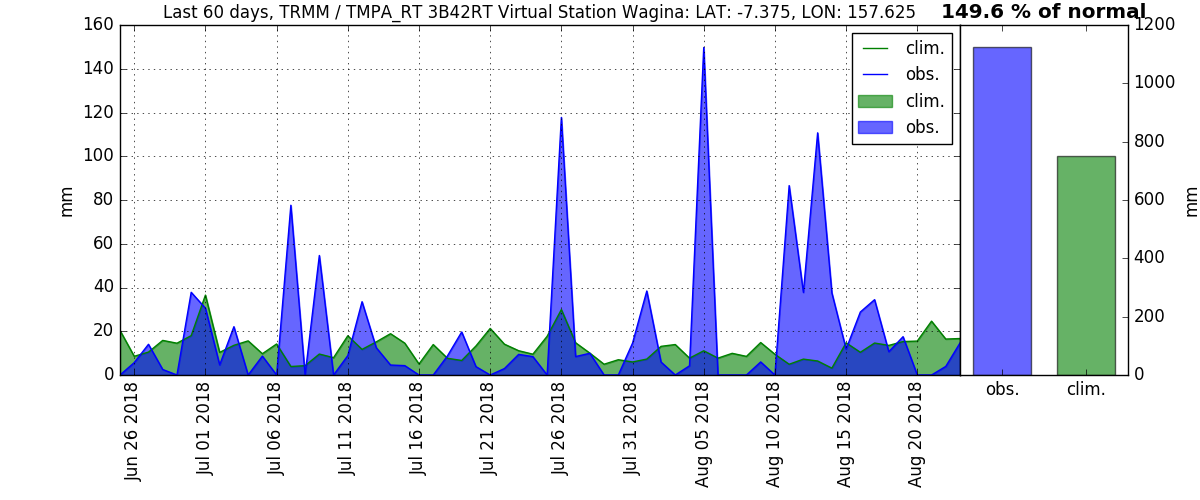 Last 60 days, TRMM / TMPA_RT 3B42RT Virtual Station Wagina: LAT: -7.375, LON: 157.625
149.6 % of normal
160
140
120
100
80
60
40
20
0
mm
clim.
obs.
clim.
obs.
Jun 26 2018
Jul 01 2018
Jul 06 2018
Jul 11 2018
Jul 16 2018
Jul 21 2018
Jul 26 2018
Jul 31 2018
Aug 05 2018
Aug 10 2018
Aug 15 2018
Aug 20 2018
1200
1000
800
600
400
200
0
mm
obs.
clim.